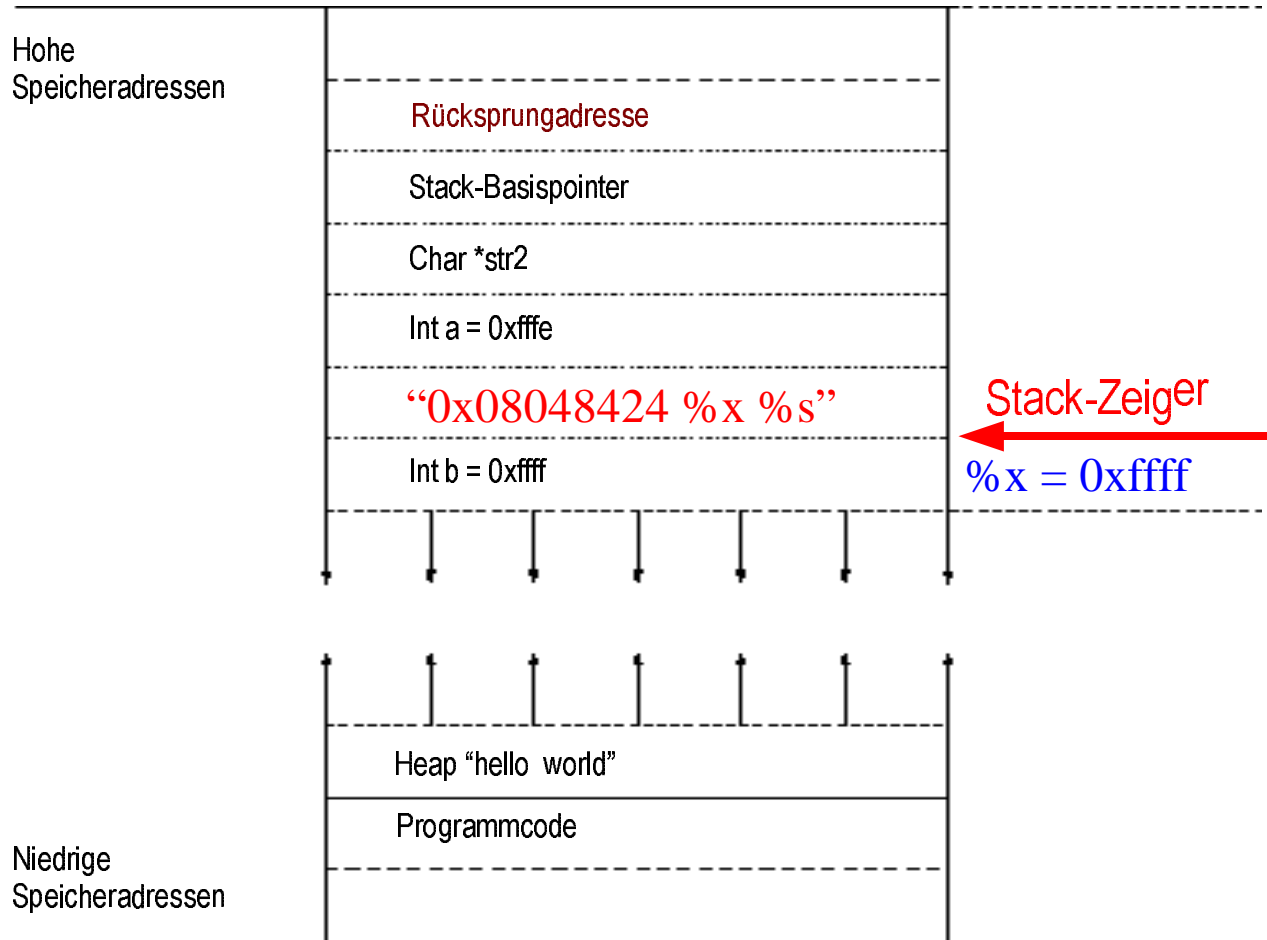 Hohe
Speicheradressen
Rücksprungadresse
Stack-Basispointer
Char *str2
Int a = 0xfffe
“0x08048424 %x %s”
Stack-Zeiger
Int b = 0xffff
%x = 0xffff
Heap “hello world”
Programmcode
Niedrige
Speicheradressen